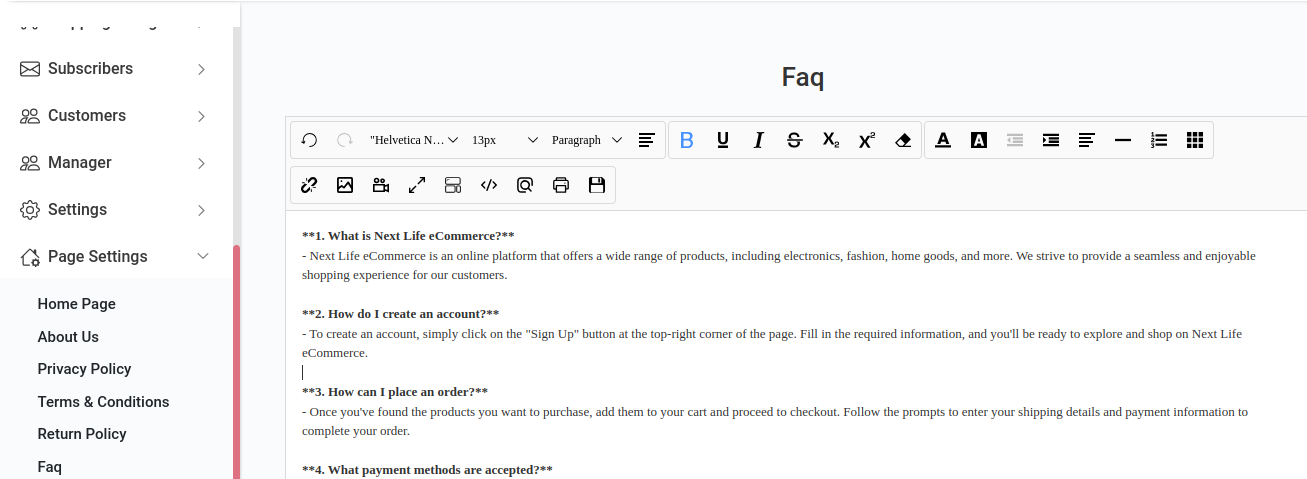 Subscribers
Customers
Manager
Settings
Page Settings
Home Page
About Us
Privacy Policy
Terms & Conditions
Return Policy
Faq
Faq
"Helvetica N...
13px
Paragraph
**1. What is Next Life eCommerce?**
- Next Life eCommerce is an online platform that offers a wide range of products, including electronics, fashion, home goods, and more. We strive to provide a seamless and enjoyable
shopping experience for our customers.
**2. How do I create an account?**
- To create an account, simply click on the "Sign Up" button at the top-right corner of the page. Fill in the required information, and you'll be ready to explore and shop on Next Life
eCommerce.
**3. How can I place an order?**
- Once you've found the products you want to purchase, add them to your cart and proceed to checkout. Follow the prompts to enter your shipping details and payment information to
complete your order.
**4. What payment methods are accepted?**